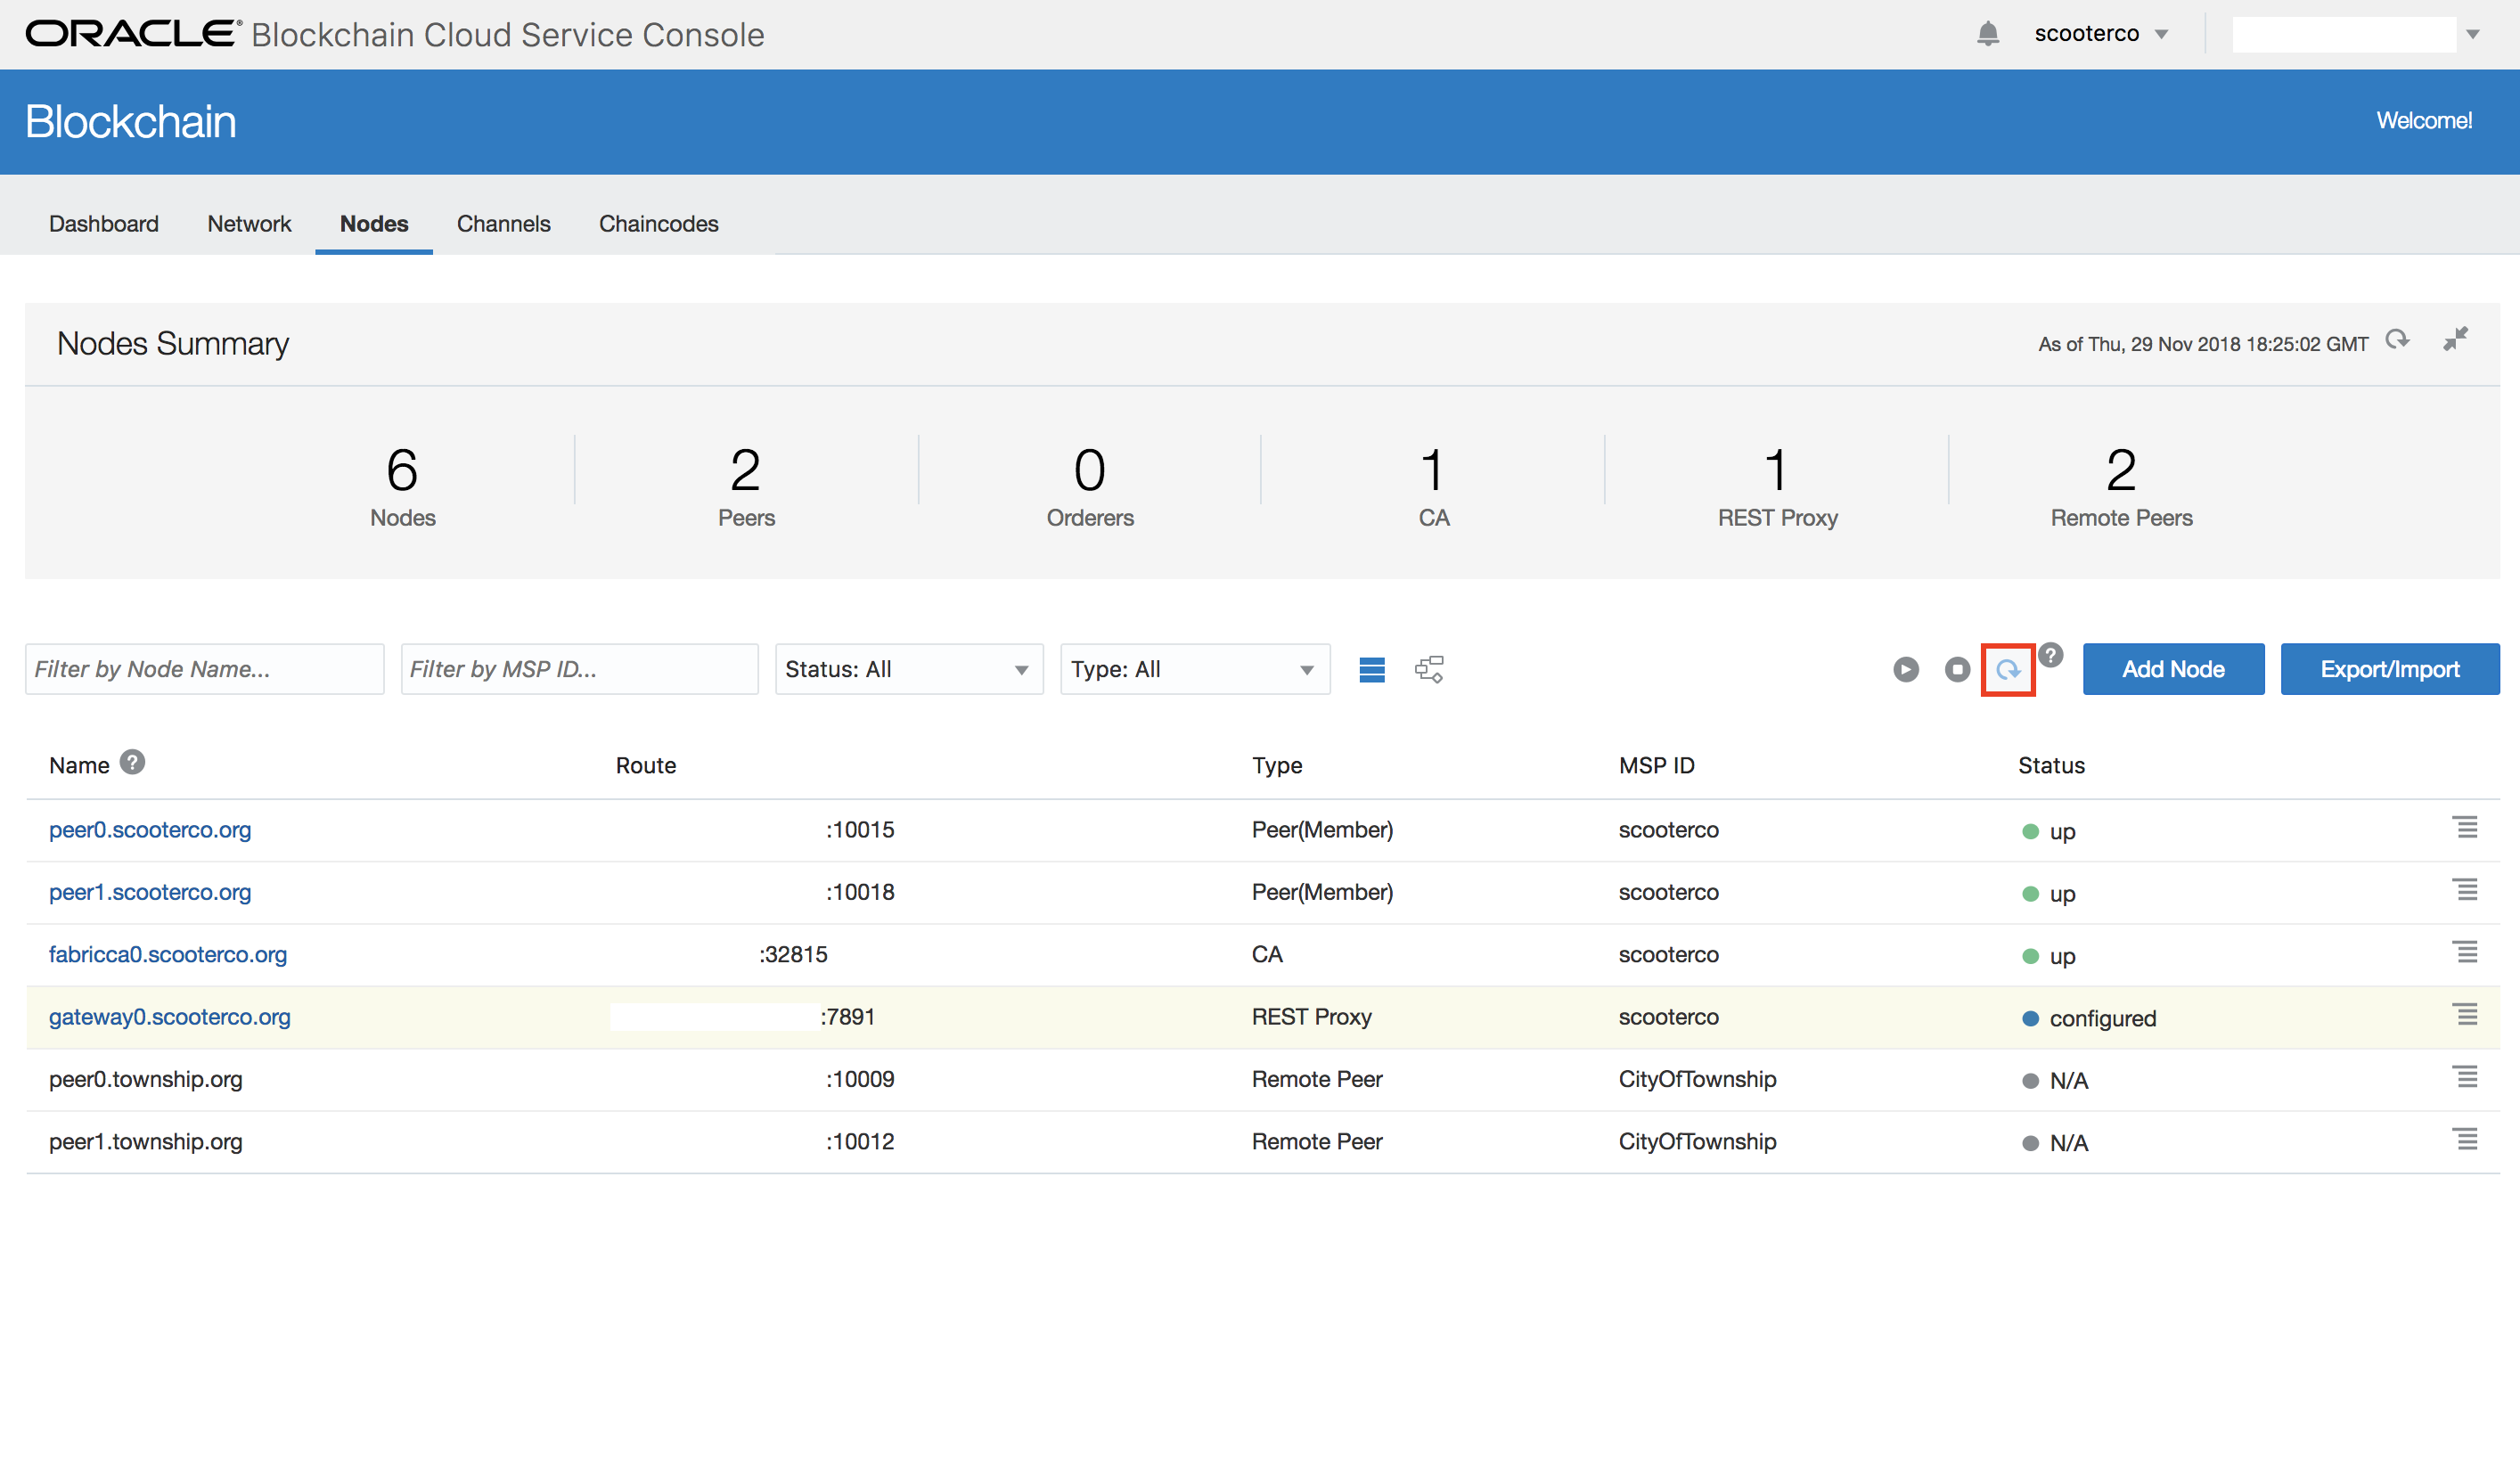 ORACLE® Blockchain Cloud Service Console
scooterco
Blockchain
Welcome!
Dashboard Network Nodes Channels Chaincodes
Nodes Summary
As of Thu, 29 Nov 2018 18:25:02 GMT
6 2 0 1 1 2
Nodes Peers Orderers CA REST Proxy Remote Peers
Filter by Node Name... Filter by MSP ID... Status: All Type: All ? Add Node Export/Import
Name ? Route Type MSP ID Status
peer0.scooterco.org :10015 Peer(Member) scooterco up
peer1.scooterco.org :10018 Peer(Member) scooterco up
fabricca0.scooterco.org :32815 CA scooterco up
gateway0.scooterco.org :7891 REST Proxy scooterco configured
peer0.township.org :10009 Remote Peer CityOfTownship N/A
peer1.township.org :10012 Remote Peer CityOfTownship N/A